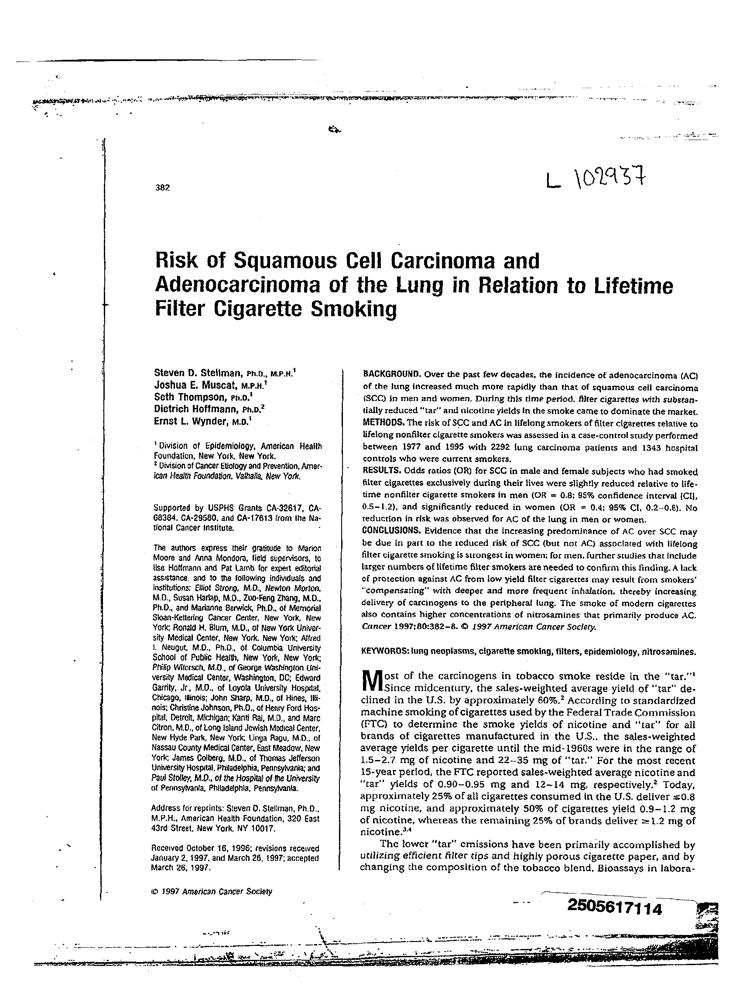 L 102937
382
Risk of Squamous Cell Carcinoma and
Adenocarcinoma of the Lung in Relation to Lifetime
Filter Cigarette Smoking
Steven D. Stellman, Ph.D., M.P.H.¹
Joshua E. Muscat, M.P.H.¹
Seth Thompson, Ph.D.¹
Dietrich Hoffmann, Ph.D.²
Ernst L. Wynder, M.D.¹
¹ Division of Epidemiology, American Health
Foundation, New York, New York.
² Division of Cancer Etiology and Prevention, Amer-
ican Health Foundation, Valhalla, New York.
Supported by USPHS Grants CA-32617, CA-
68384, CA-29580, and CA-17613 from the Na-
tional Cancer Institute.
The authors express their gratitude to Marion
Moore and Anna Mondora, field supervisors, to
Ilse Hoffmann and Pat Lamb for expert editorial
assistance, and to the following individuals and
institutions: Elliot Strong, M.D., Newton Morton,
M.D., Susan Harlap, M.D., Zuo-Feng Zhang, M.D.,
Ph.D., and Marianne Berwick, Ph.D., of Memorial
Sloan-Kettering Cancer Center, New York, New
York; Ronald H. Blum, M.D., of New York Univer-
sity Medical Center, New York, New York; Alfred
I. Neugut, M.D., Ph.D., of Columbia University
School of Public Health, New York, New York;
Philip Witorsch, M.D., of George Washington Uni-
versity Medical Center, Washington, DC; Edward
Garrity, Jr., M.D., of Loyola University Hospital,
Chicago, Illinois; John Sharp, M.D., of Hines, Illi-
nois; Christine Johnson, Ph.D., of Henry Ford Hos-
pital, Detroit, Michigan; Kanti Rai, M.D., and Marc
Citron, M.D., of Long Island Jewish Medical Center,
New Hyde Park, New York; Linga Ragu, M.D., of
Nassau County Medical Center, East Meadow, New
York; James Colberg, M.D., of Thomas Jefferson
University Hospital, Philadelphia, Pennsylvania; and
Paul Stolley, M.D., of the Hospital of the University
of Pennsylvania, Philadelphia, Pennsylvania.
Address for reprints: Steven D. Stellman, Ph.D.,
M.P.H., American Health Foundation, 320 East
43rd Street, New York, NY 10017.
Received October 16, 1996; revisions received
January 2, 1997, and March 26, 1997; accepted
March 26, 1997.
© 1997 American Cancer Society
BACKGROUND. Over the past few decades, the incidence of adenocarcinoma (AC)
of the lung increased much more rapidly than that of squamous cell carcinoma
(SCC) in men and women. During this time period, filter cigarettes with substan-
tially reduced "tar" and nicotine yields in the smoke came to dominate the market.
METHODS. The risk of SCC and AC in lifelong smokers of filter cigarettes relative to
lifelong nonfilter cigarette smokers was assessed in a case-control study performed
between 1977 and 1995 with 2292 lung carcinoma patients and 1343 hospital
controls who were current smokers.
RESULTS. Odds ratios (OR) for SCC in male and female subjects who had smoked
filter cigarettes exclusively during their lives were slightly reduced relative to life-
time nonfilter cigarette smokers in men (OR = 0.8; 95% confidence interval [CI],
0.5–1.2), and significantly reduced in women (OR = 0.4; 95% CI, 0.2–0.8). No
reduction in risk was observed for AC of the lung in men or women.
CONCLUSIONS. Evidence that the increasing predominance of AC over SCC may
be due in part to the reduced risk of SCC (but not AC) associated with lifelong
filter cigarette smoking is strongest in women; for men, further studies that include
larger numbers of lifetime filter smokers are needed to confirm this finding. A lack
of protection against AC from low yield filter cigarettes may result from smokers'
"compensating" with deeper and more frequent inhalation, thereby increasing
delivery of carcinogens to the peripheral lung. The smoke of modern cigarettes
also contains higher concentrations of nitrosamines that primarily produce AC.
Cancer 1997;80:382–8. © 1997 American Cancer Society.
KEYWORDS: lung neoplasms, cigarette smoking, filters, epidemiology, nitrosamines.
Most of the carcinogens in tobacco smoke reside in the "tar."¹
Since midcentury, the sales-weighted average yield of "tar" de-
clined in the U.S. by approximately 60%.² According to standardized
machine smoking of cigarettes used by the Federal Trade Commission
(FTC) to determine the smoke yields of nicotine and "tar" for all
brands of cigarettes manufactured in the U.S., the sales-weighted
average yields per cigarette until the mid-1960s were in the range of
1.5–2.7 mg of nicotine and 22–35 mg of "tar." For the most recent
15-year period, the FTC reported sales-weighted average nicotine and
"tar" yields of 0.90–0.95 mg and 12–14 mg, respectively.² Today,
approximately 25% of all cigarettes consumed in the U.S. deliver ≤0.8
mg nicotine, and approximately 50% of cigarettes yield 0.9–1.2 mg
of nicotine, whereas the remaining 25% of brands deliver ≥1.2 mg of
nicotine.³,⁴
The lower "tar" emissions have been primarily accomplished by
utilizing efficient filter tips and highly porous cigarette paper, and by
changing the composition of the tobacco blend. Bioassays in labora-
2505617114